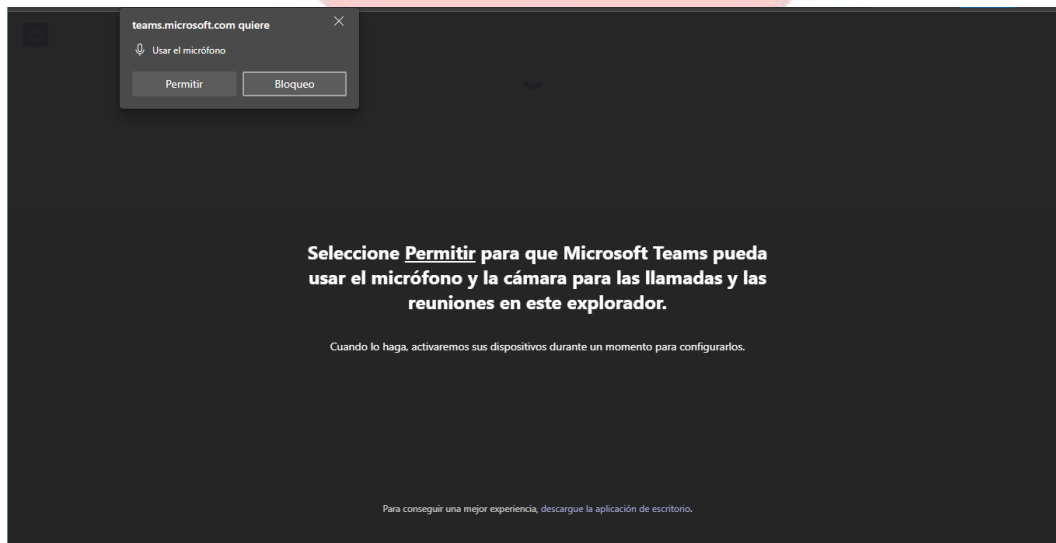 teams.microsoft.com quiere
Usar el micrófono
Permitir
Bloqueo
Seleccione Permitir para que Microsoft Teams pueda
usar el micrófono y la cámara para las llamadas y las
reuniones en este explorador.
Cuando lo haga, activaremos sus dispositivos durante un momento para configurarlos.
Para conseguir una mejor experiencia, descargue la aplicación de escritorio.